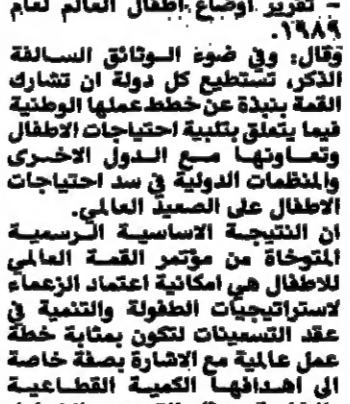 – تقرير اوضاع اطفال العالم لعام
١٩٨٩.
وقال: وفي ضوء الوثائق السالفة
الذكر، تستطيع كل دولة ان تشارك
القمة بنبذة عن خطط عملها الوطنية
فيما يتعلق بتلبية احتياجات الاطفال
وتعاونها مع الدول الاخرى
والمنظمات الدولية في سد احتياجات
الاطفال على الصعيد العالمي.
ان النتيجة الاساسية الرسمية
المتوخاة من مؤتمر القمة العالمي
للاطفال هي امكانية اعتماد الزعماء
لاستراتيجيات الطفولة والتنمية في
عقد التسعينات لتكون بمثابة خطة
عمل عالمية مع الاشارة بصفة خاصة
الى اهدافها الكمية القطاعية